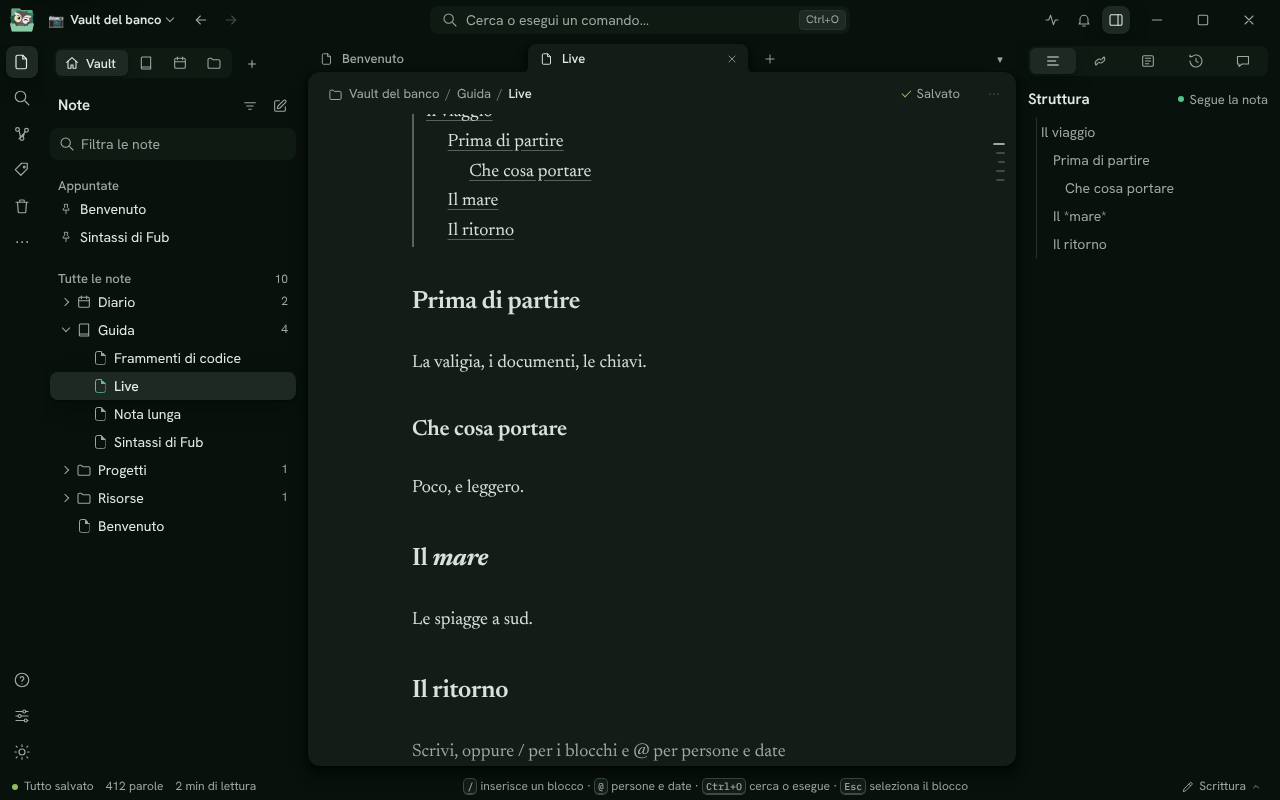 Vault del banco
Cerca o esegui un comando...
Ctrl+O
Vault
Note
Filtra le note
Appuntate
Benvenuto
Sintassi di Fub
Tutte le note 10
Diario 2
Guida 4
Frammenti di codice
Live
Nota lunga
Sintassi di Fub
Progetti 1
Risorse 1
Benvenuto
Benvenuto
Live
Vault del banco / Guida / Live
Salvato
Il viaggio
Prima di partire
Che cosa portare
Il mare
Il ritorno
Prima di partire
La valigia, i documenti, le chiavi.
Che cosa portare
Poco, e leggero.
Il mare
Le spiagge a sud.
Il ritorno
Scrivi, oppure / per i blocchi e @ per persone e date
Struttura
Segue la nota
Il viaggio
Prima di partire
Che cosa portare
Il *mare*
Il ritorno
Tutto salvato 412 parole 2 min di lettura
/ inserisce un blocco · @ persone e date · Ctrl+O cerca o esegue · Esc seleziona il blocco
Scrittura